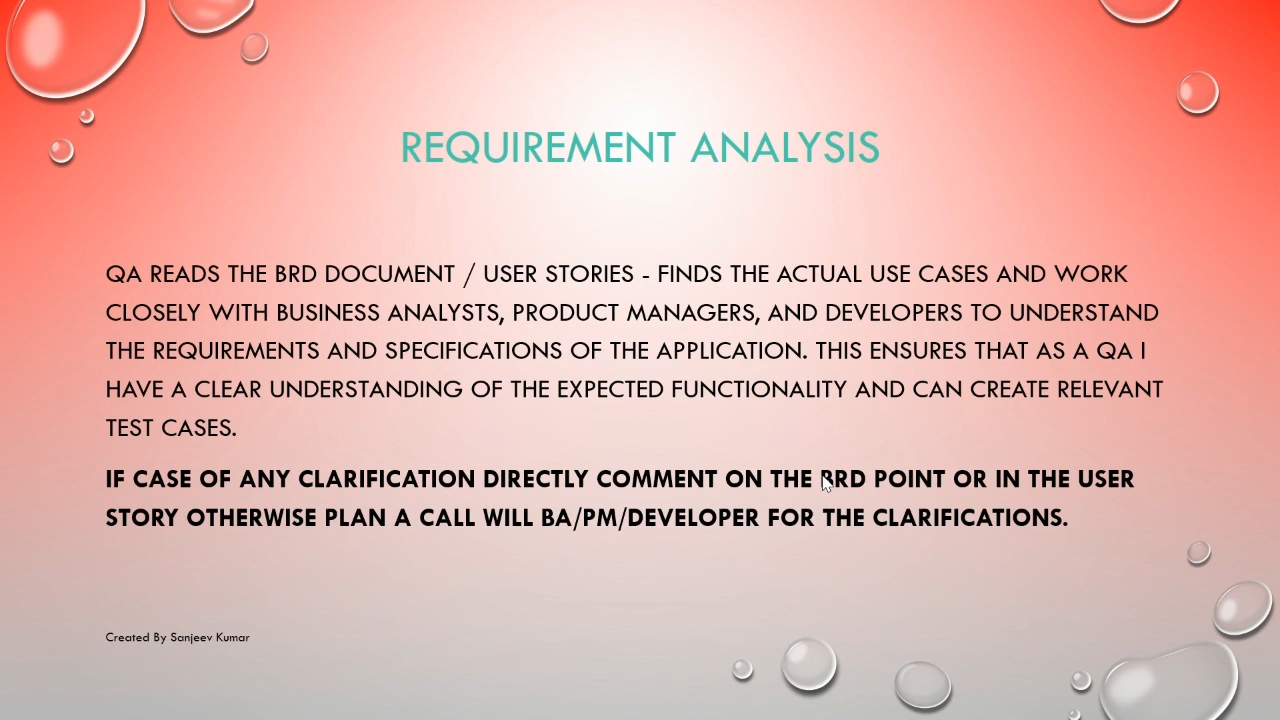 REQUIREMENT ANALYSIS
QA READS THE BRD DOCUMENT / USER STORIES - FINDS THE ACTUAL USE CASES AND WORK
CLOSELY WITH BUSINESS ANALYSTS, PRODUCT MANAGERS, AND DEVELOPERS TO UNDERSTAND
THE REQUIREMENTS AND SPECIFICATIONS OF THE APPLICATION. THIS ENSURES THAT AS A QA I
HAVE A CLEAR UNDERSTANDING OF THE EXPECTED FUNCTIONALITY AND CAN CREATE RELEVANT
TEST CASES.
IF CASE OF ANY CLARIFICATION DIRECTLY COMMENT ON THE BRD POINT OR IN THE USER
STORY OTHERWISE PLAN A CALL WILL BA/PM/DEVELOPER FOR THE CLARIFICATIONS.
Created By Sanjeev Kumar